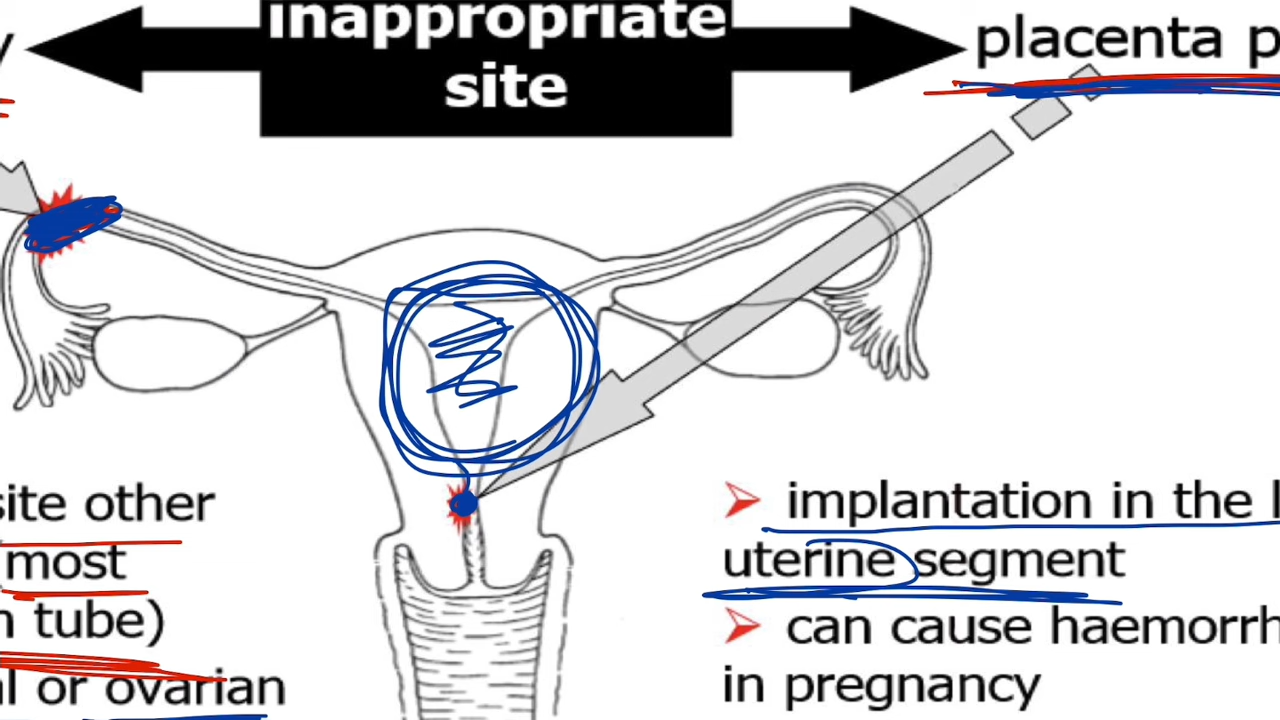 inappropriate
site
y
placenta p
site other
most
n tube)
al or ovarian
implantation in the l
uterine segment
can cause haemorrh
in pregnancy